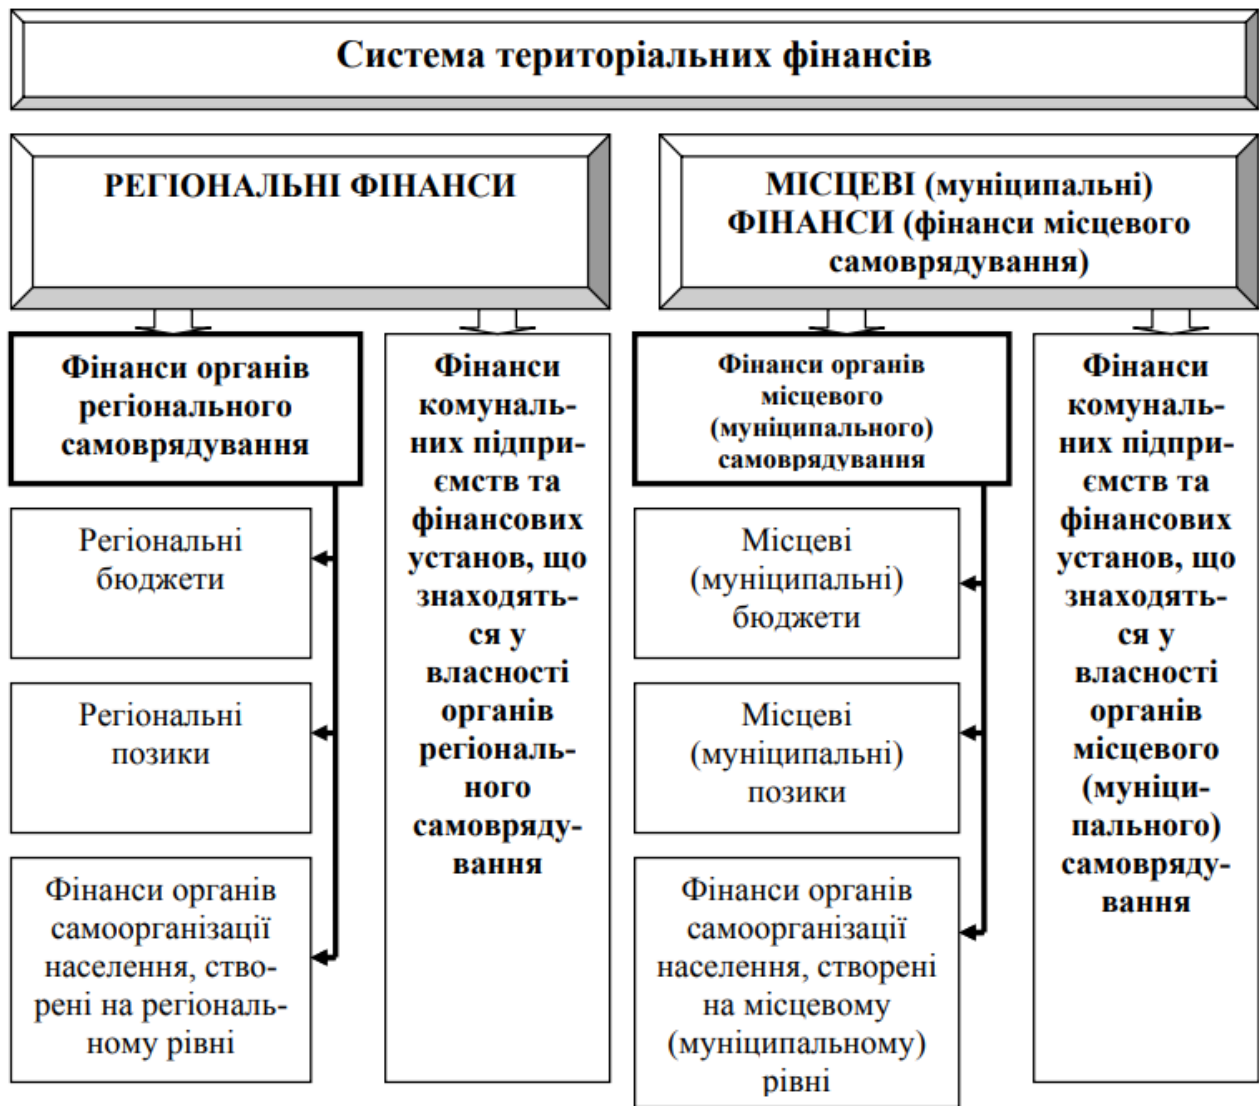 Система територіальних фінансів
РЕГІОНАЛЬНІ ФІНАНСИ
МІСЦЕВІ (муніципальні)
ФІНАНСИ (фінанси місцевого
самоврядування)
Фінанси органів
регіонального
самоврядування
Регіональні
бюджети
Регіональні
позики
Фінанси органів
самоорганізації
населення, ство-
рені на регіональ-
ному рівні
Фінанси
комуналь-
них підпри-
ємств та
фінансових
установ, що
знаходять-
ся у
власності
органів
регіональ-
ного
самовряду-
вання
Фінанси органів
місцевого
(муніципального)
самоврядування
Місцеві
(муніципальні)
бюджети
Місцеві
(муніципальні)
позики
Фінанси органів
самоорганізації
населення, створені
на місцевому
(муніципальному)
рівні
Фінанси
комуналь-
них підпри-
ємств та
фінансових
установ, що
знаходять-
ся у
власності
органів
місцевого
(муніци-
пального)
самовряду-
вання